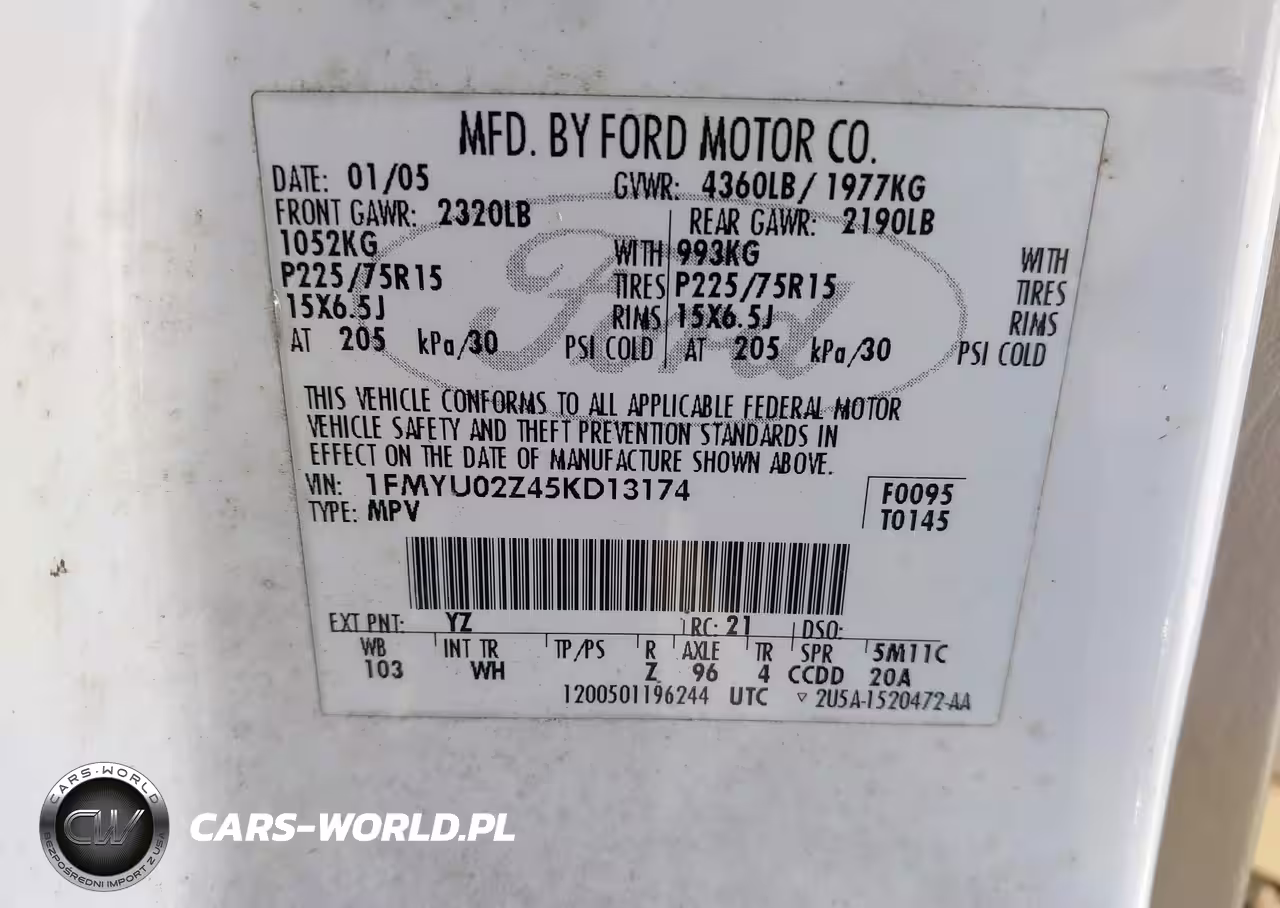 MFD. BY FORD MOTOR CO.
DATE: 01/05 GVWR: 4360LB/ 1977KG
FRONT GAWR: 2320LB REAR GAWR: 2190LB
1052KG WITH 993KG WITH
P225/75R15 TIRES P225/75R15 TIRES
15X6.5J RIMS 15X6.5J RIMS
AT 205 kPa/30 PSI COLD AT 205 kPa/30 PSI COLD
Ford
THIS VEHICLE CONFORMS TO ALL APPLICABLE FEDERAL MOTOR
VEHICLE SAFETY AND THEFT PREVENTION STANDARDS IN
EFFECT ON THE DATE OF MANUFACTURE SHOWN ABOVE.
VIN: 1FMYU02Z45KD13174 F0095
TYPE: MPV T0145
EXT PNT: YZ RC: 21 DSO:
WB INT TR TP/PS R AXLE TR SPR 5M11C
103 WH Z 96 4 CCDD 20A
1200501196244 UTC ▿ 2U5A-1520472-AA
CARS-WORLD
CW
BEZPOŚREDNI IMPORT Z USA
CARS-WORLD.PL